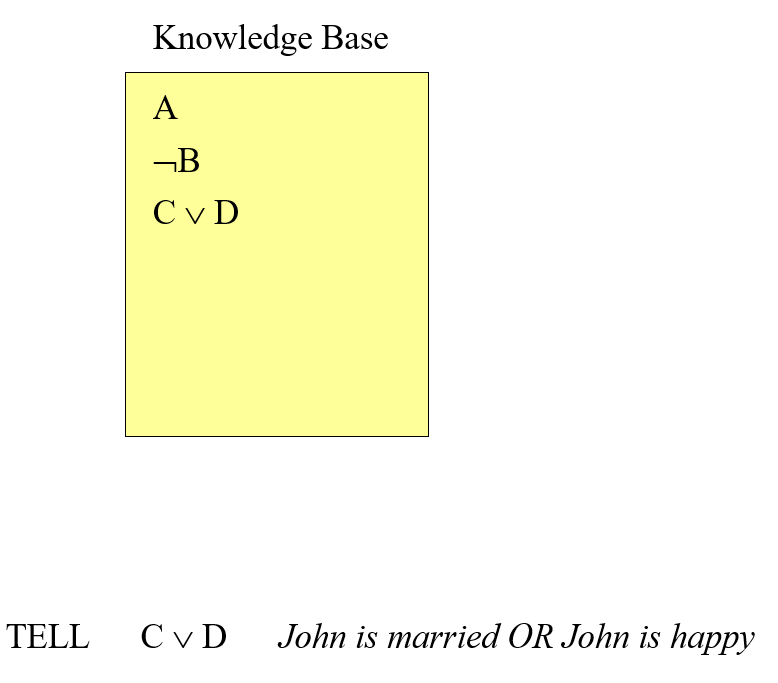 Knowledge Base
A
¬B
C ∨ D
TELL C ∨ D John is married OR John is happy